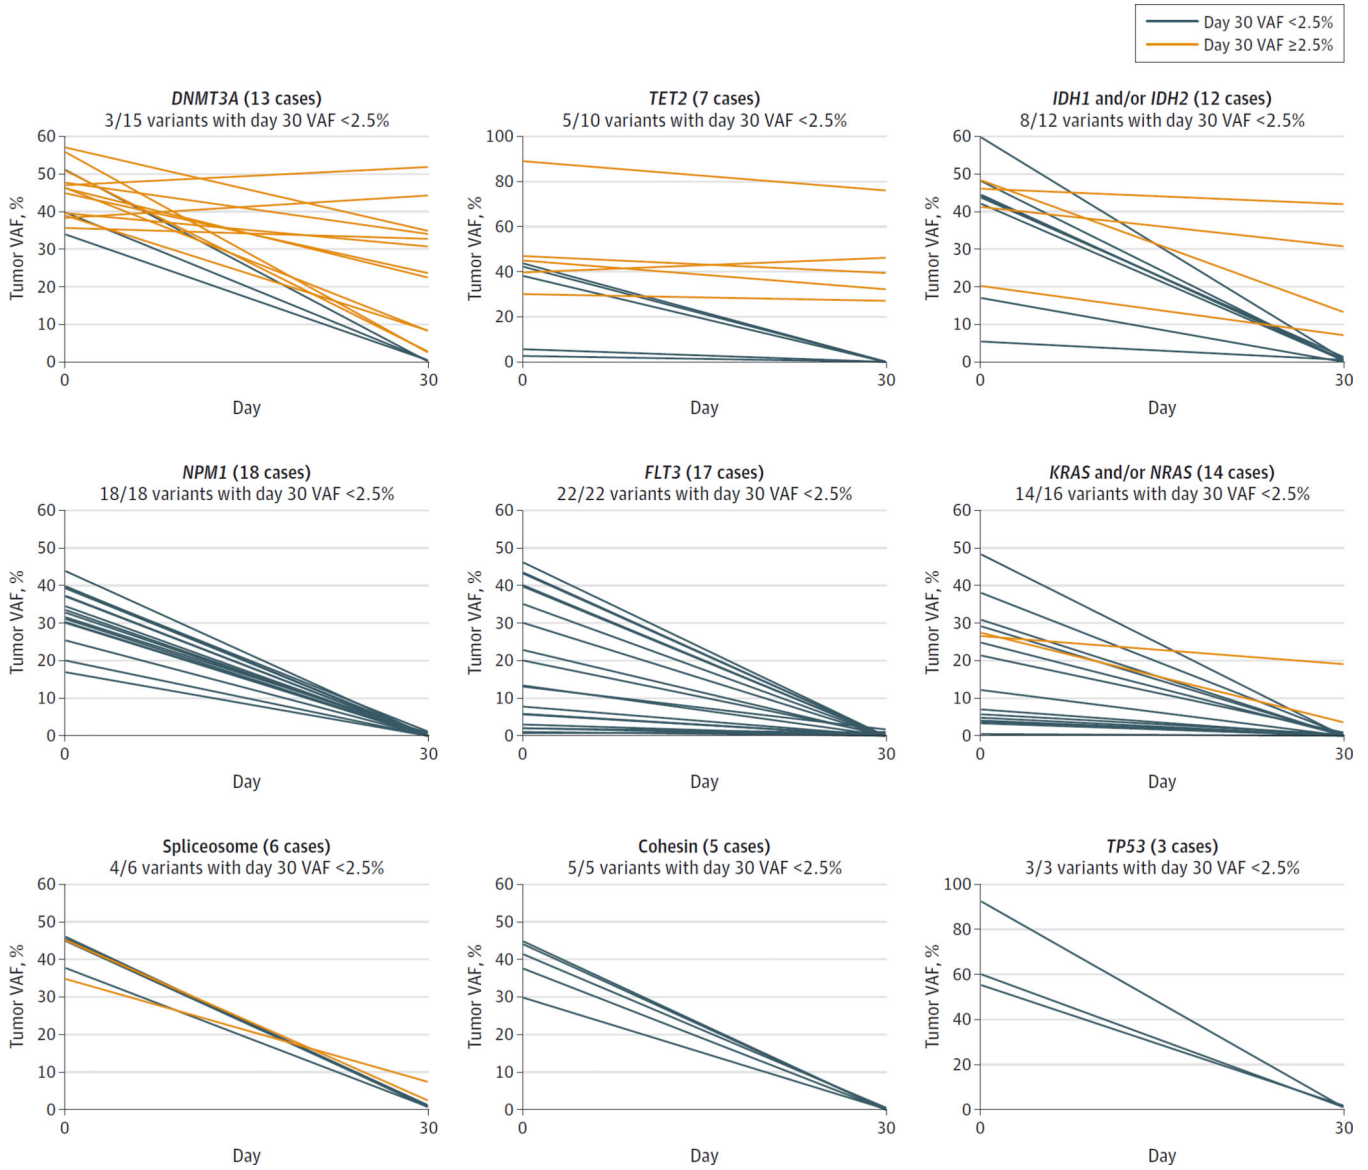 Day 30 VAF <2.5%
Day 30 VAF ≥2.5%
DNMT3A (13 cases)
3/15 variants with day 30 VAF <2.5%
60
50
40
30
20
10
0
Tumor VAF, %
0
30
Day
TET2 (7 cases)
5/10 variants with day 30 VAF <2.5%
100
80
60
40
20
0
Tumor VAF, %
0
30
Day
IDH1 and/or IDH2 (12 cases)
8/12 variants with day 30 VAF <2.5%
60
50
40
30
20
10
0
Tumor VAF, %
0
30
Day
NPM1 (18 cases)
18/18 variants with day 30 VAF <2.5%
60
50
40
30
20
10
0
Tumor VAF, %
0
30
Day
FLT3 (17 cases)
22/22 variants with day 30 VAF <2.5%
60
50
40
30
20
10
0
Tumor VAF, %
0
30
Day
KRAS and/or NRAS (14 cases)
14/16 variants with day 30 VAF <2.5%
60
50
40
30
20
10
0
Tumor VAF, %
0
30
Day
Spliceosome (6 cases)
4/6 variants with day 30 VAF <2.5%
60
50
40
30
20
10
0
Tumor VAF, %
0
30
Day
Cohesin (5 cases)
5/5 variants with day 30 VAF <2.5%
60
50
40
30
20
10
0
Tumor VAF, %
0
30
Day
TP53 (3 cases)
3/3 variants with day 30 VAF <2.5%
100
80
60
40
20
0
Tumor VAF, %
0
30
Day